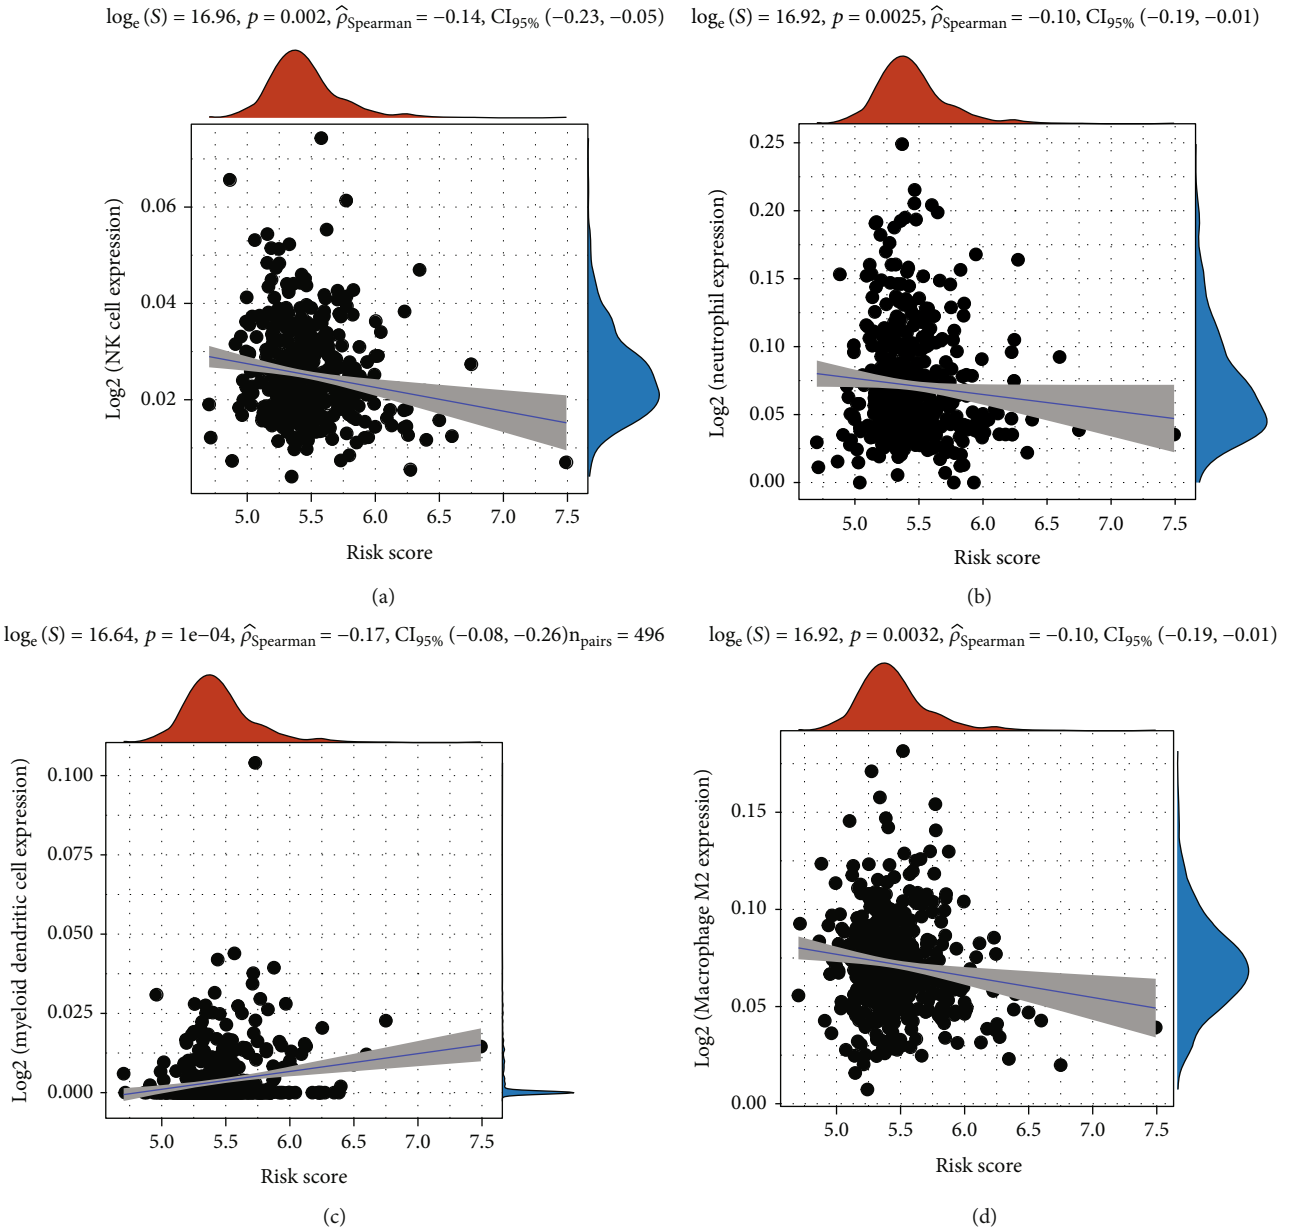 logₑ (S) = 16.96, p = 0.002, ρ̂Spearman = −0.14, CI95% (−0.23, −0.05)
0.06
0.04
0.02
Log2 (NK cell expression)
5.0 5.5 6.0 6.5 7.0 7.5
Risk score
(a)
logₑ (S) = 16.92, p = 0.0025, ρ̂Spearman = −0.10, CI95% (−0.19, −0.01)
0.25
0.20
0.15
0.10
0.05
0.00
Log2 (neutrophil expression)
5.0 5.5 6.0 6.5 7.0 7.5
Risk score
(b)
logₑ (S) = 16.64, p = 1e−04, ρ̂Spearman = −0.17, CI95% (−0.08, −0.26)npairs = 496
0.100
0.075
0.050
0.025
0.000
Log2 (myeloid dendritic cell expression)
5.0 5.5 6.0 6.5 7.0 7.5
Risk score
(c)
logₑ (S) = 16.92, p = 0.0032, ρ̂Spearman = −0.10, CI95% (−0.19, −0.01)
0.15
0.10
0.05
0.00
Log2 (Macrophage M2 expression)
5.0 5.5 6.0 6.5 7.0 7.5
Risk score
(d)